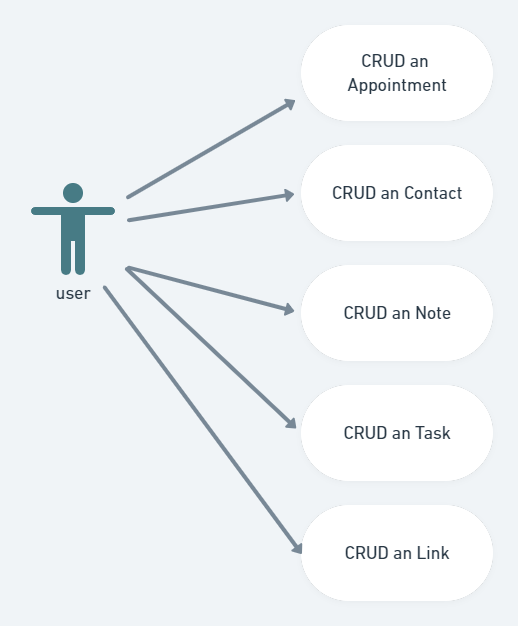 CRUD an
Appointment
CRUD an Contact
user
CRUD an Note
CRUD an Task
CRUD an Link